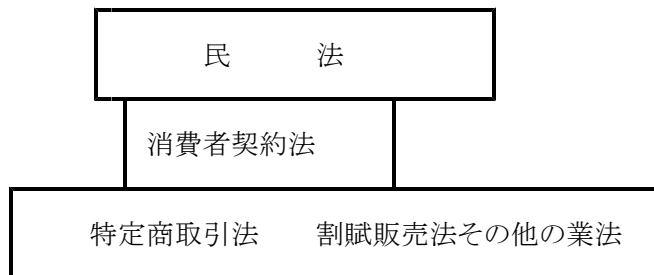 民　　　法
消費者契約法
特定商取引法　　割賦販売法その他の業法